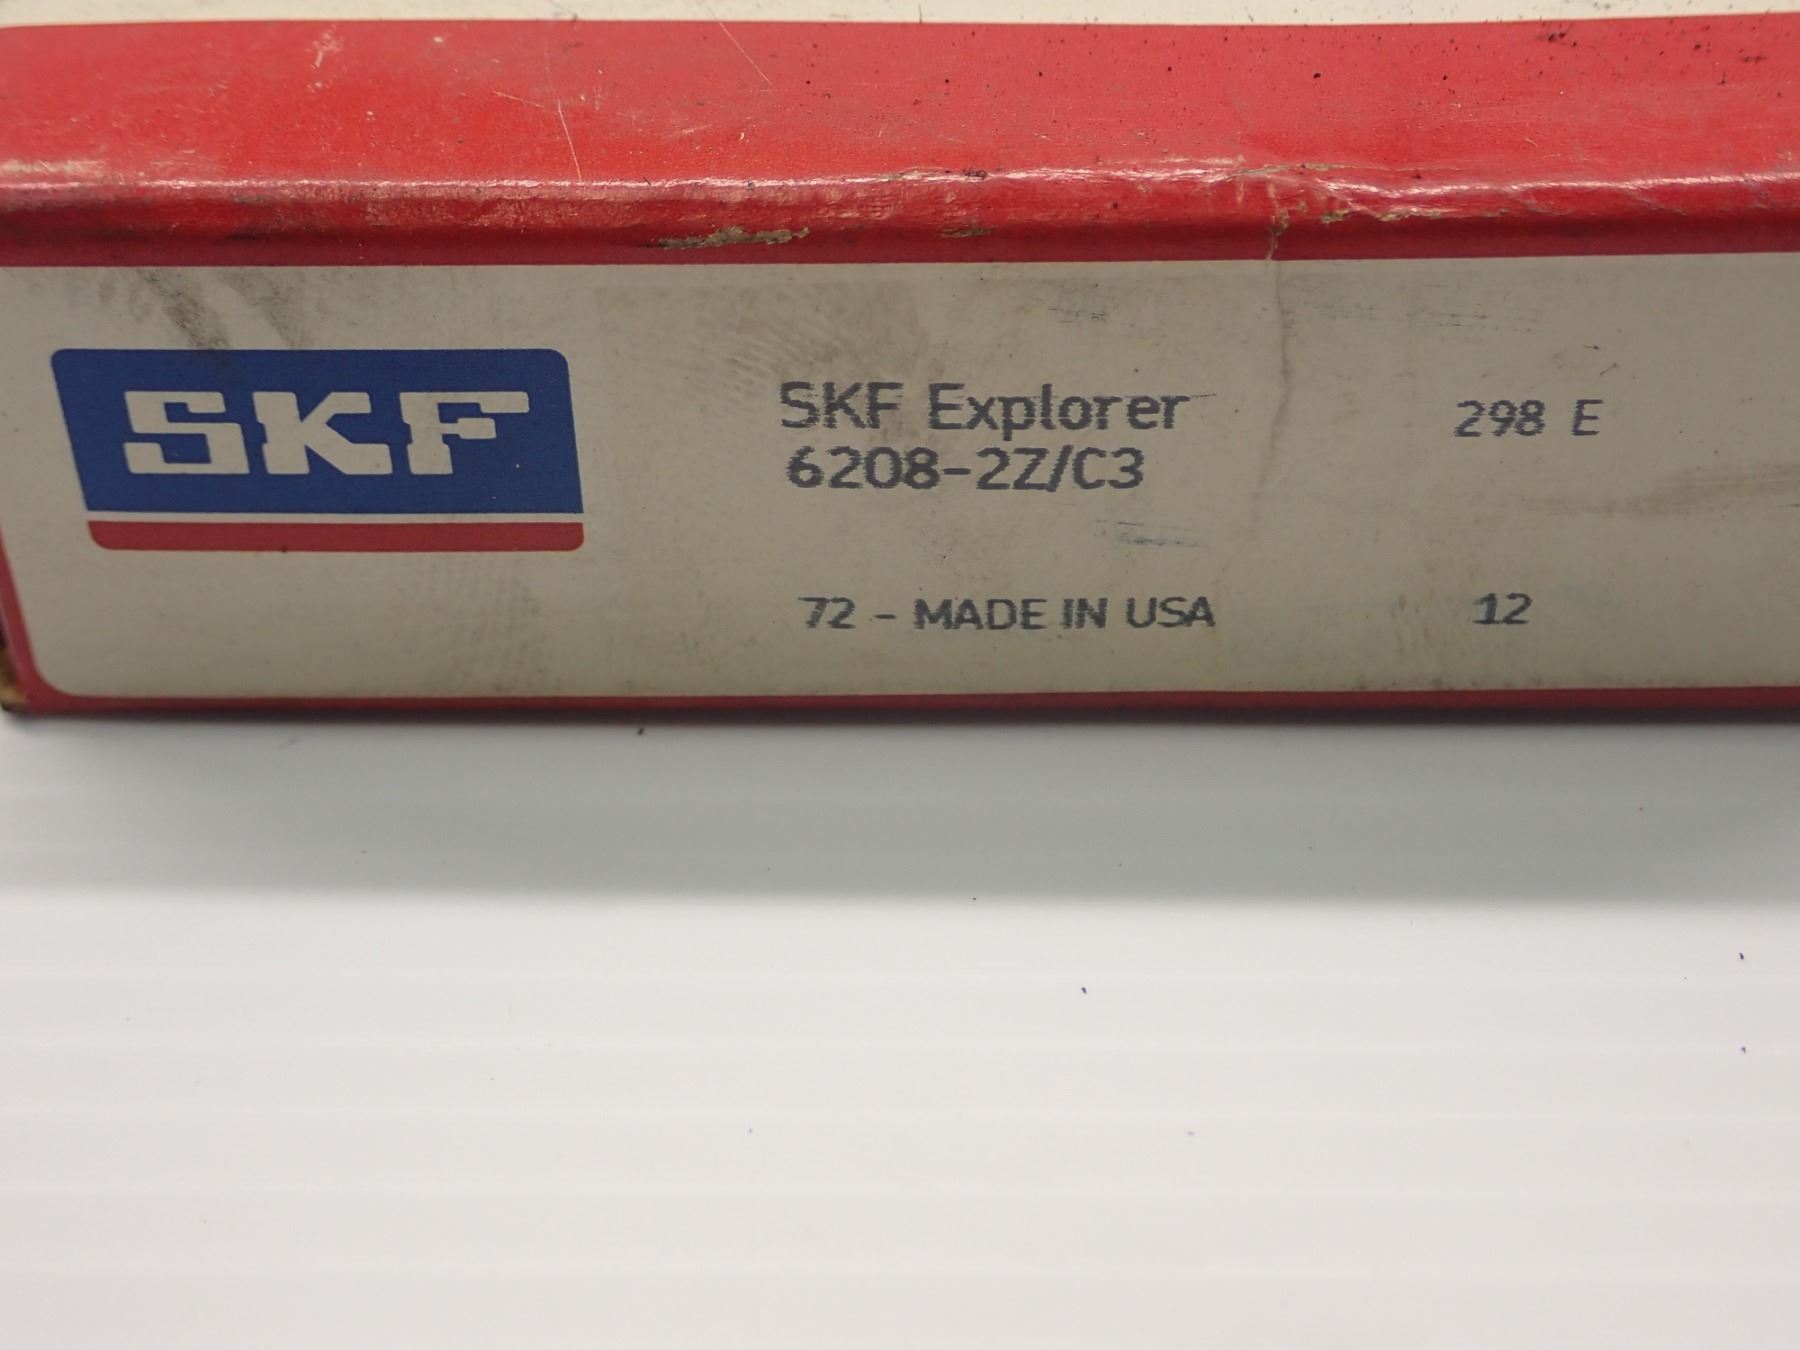 SKF
SKF Explorer
6208-2Z/C3
298 E
72 - MADE IN USA
12